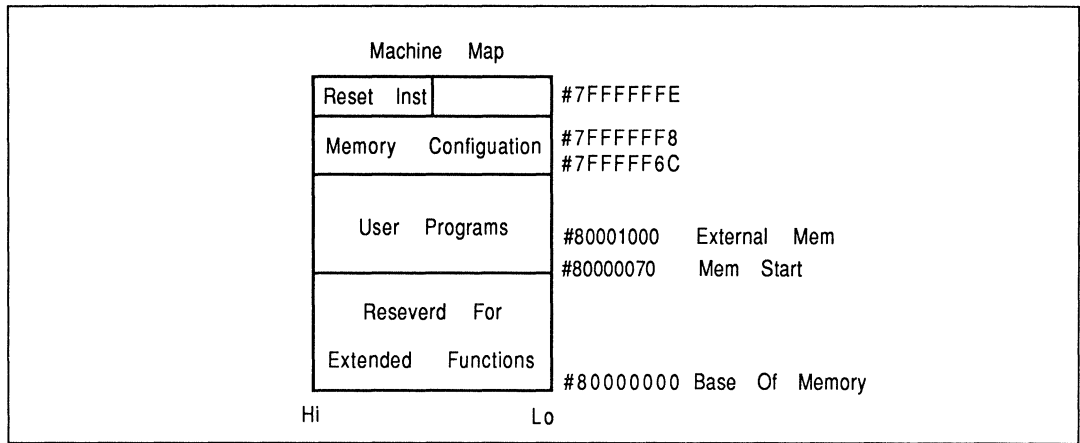 Machine Map
Reset Inst #7FFFFFFE
Memory Configuation #7FFFFFF8
#7FFFFF6C
User Programs
#80001000 External Mem
#80000070 Mem Start
Reseverd For
Extended Functions
#80000000 Base Of Memory
Hi Lo